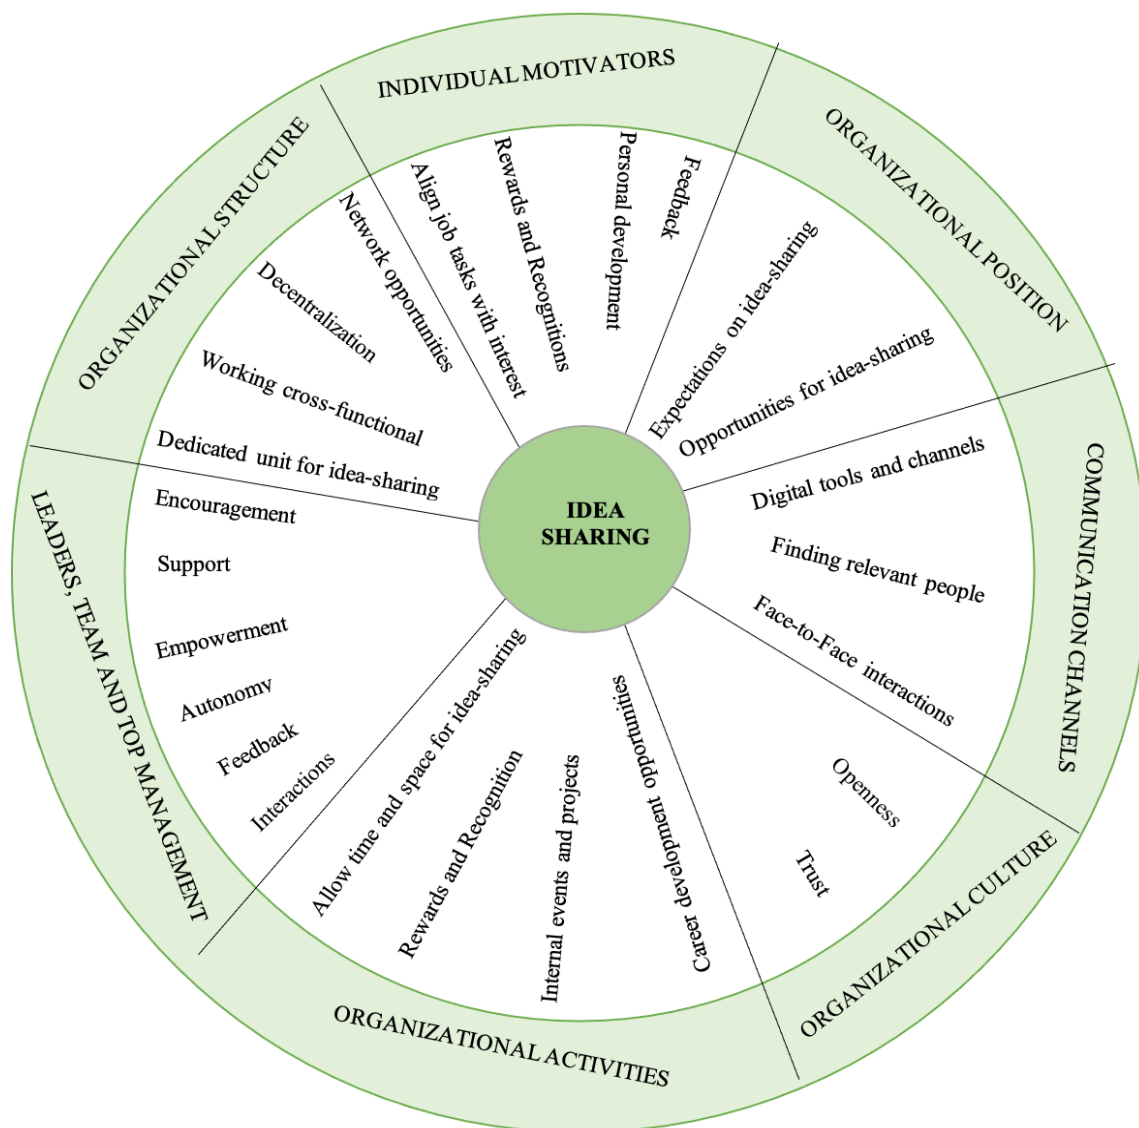 INDIVIDUAL MOTIVATORS
Align job tasks with interest
Rewards and Recognitions
Personal development
Feedback
ORGANIZATIONAL POSITION
Expectations on idea-sharing
Opportunities for idea-sharing
COMMUNICATION CHANNELS
Digital tools and channels
Finding relevant people
Face-to-Face interactions
ORGANIZATIONAL CULTURE
Openness
Trust
ORGANIZATIONAL ACTIVITIES
Career development opportunities
Internal events and projects
Rewards and Recognition
Allow time and space for idea-sharing
LEADERS, TEAM AND TOP MANAGEMENT
Encouragement
Support
Empowerment
Autonomy
Feedback
Interactions
ORGANIZATIONAL STRUCTURE
Network opportunities
Decentralization
Working cross-functional
Dedicated unit for idea-sharing
IDEA
SHARING